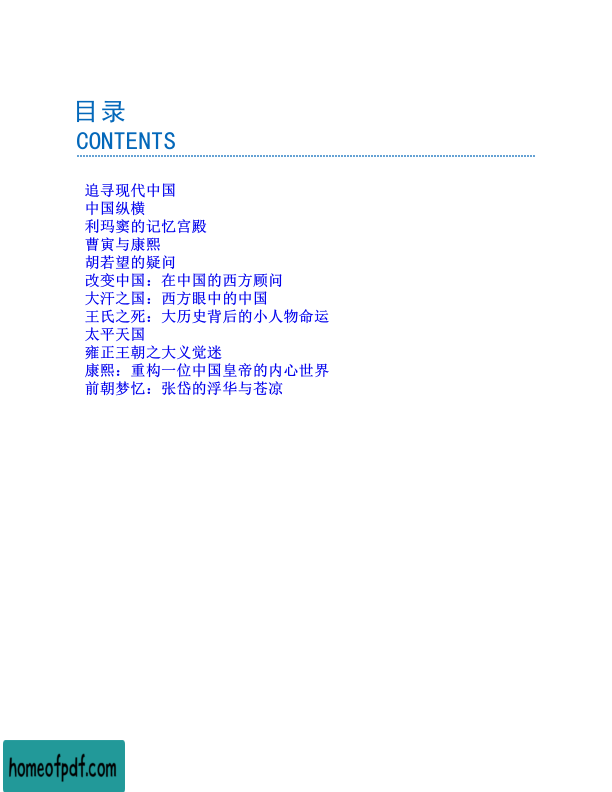 目录
CONTENTS
追寻现代中国
中国纵横
利玛窦的记忆宫殿
曹寅与康熙
胡若望的疑问
改变中国：在中国的西方顾问
大汗之国：西方眼中的中国
王氏之死：大历史背后的小人物命运
太平天国
雍正王朝之大义觉迷
康熙：重构一位中国皇帝的内心世界
前朝梦忆：张岱的浮华与苍凉
homeofpdf.com